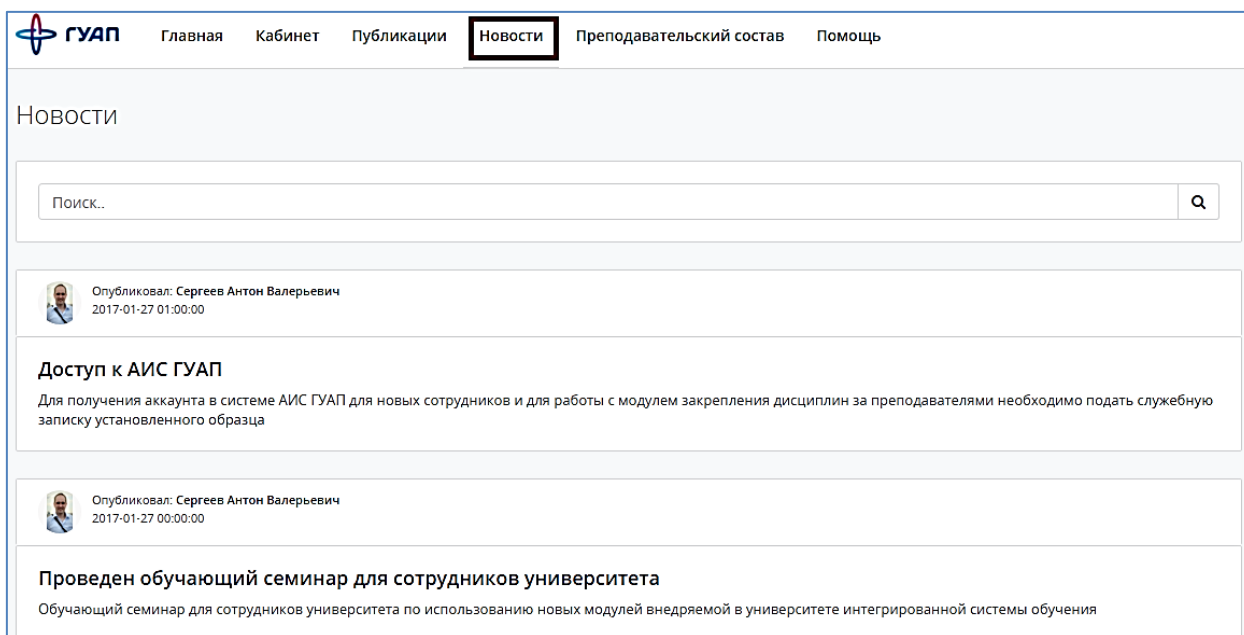 ГУАП Главная Кабинет Публикации Новости Преподавательский состав Помощь
Новости
Поиск..
Опубликовал: Сергеев Антон Валерьевич
2017-01-27 01:00:00
Доступ к АИС ГУАП
Для получения аккаунта в системе АИС ГУАП для новых сотрудников и для работы с модулем закрепления дисциплин за преподавателями необходимо подать служебную
записку установленного образца
Опубликовал: Сергеев Антон Валерьевич
2017-01-27 00:00:00
Проведен обучающий семинар для сотрудников университета
Обучающий семинар для сотрудников университета по использованию новых модулей внедряемой в университете интегрированной системы обучения